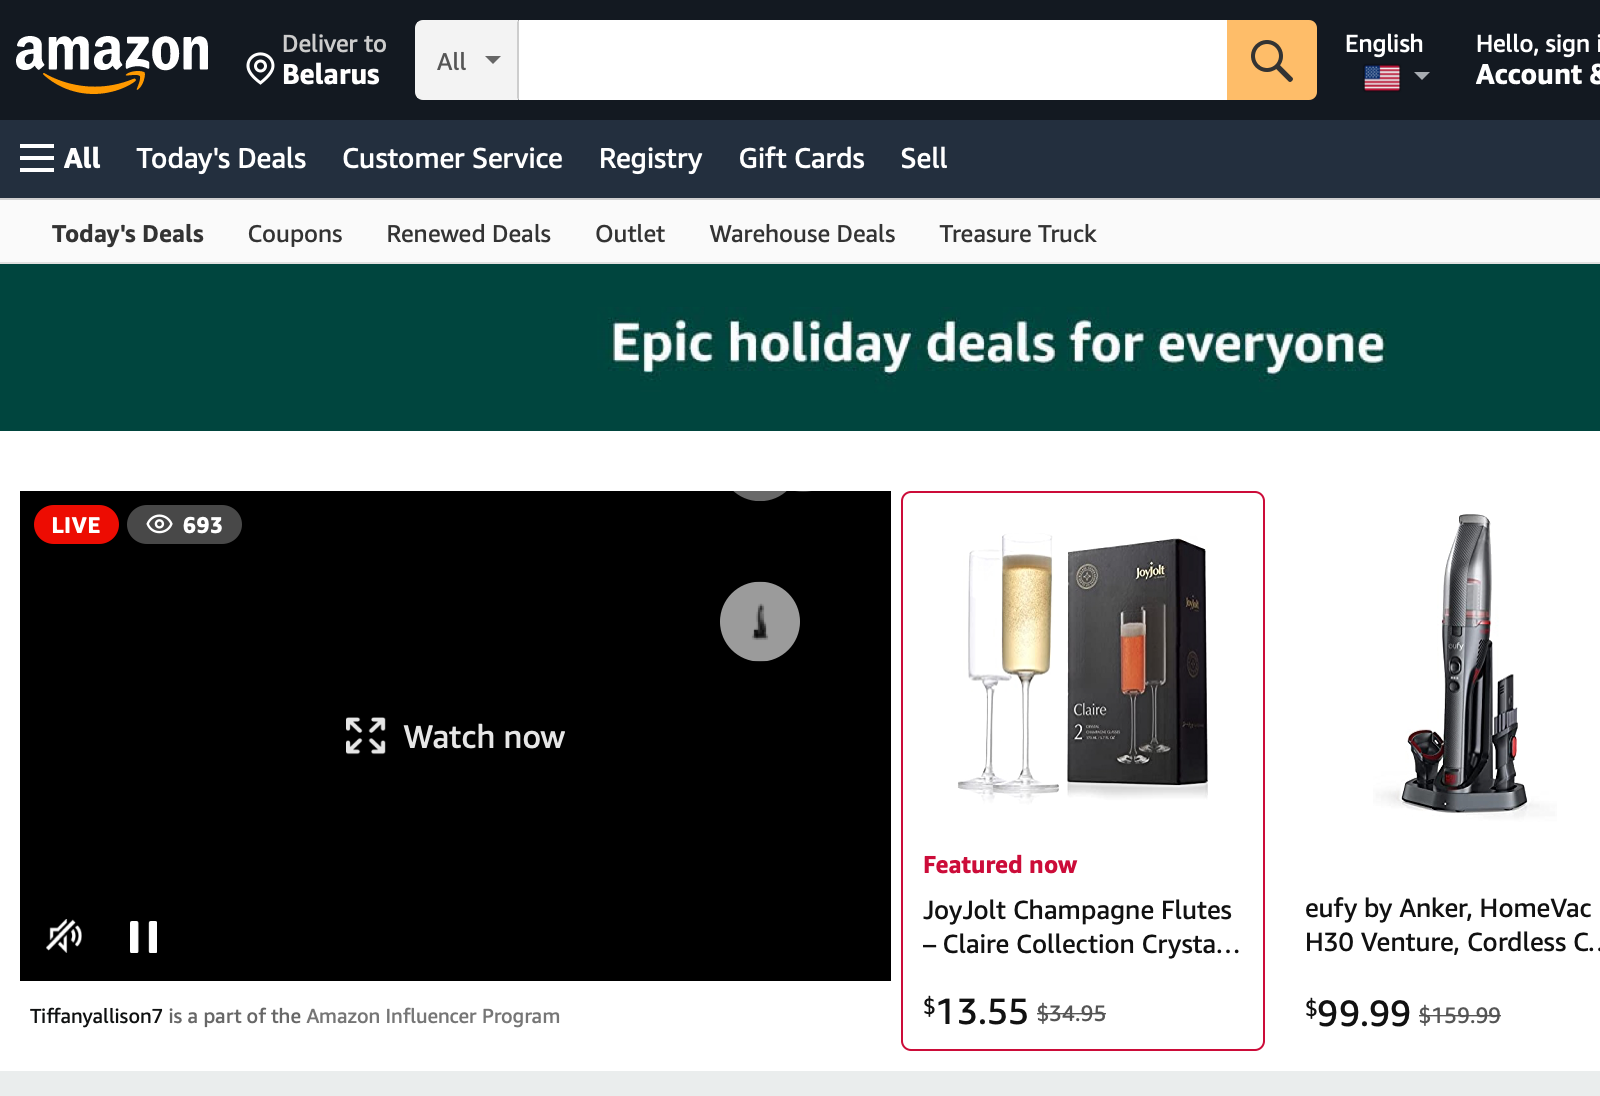 amazon
Deliver to
Belarus
All
English
Hello, sign
Account &
All
Today's Deals
Customer Service
Registry
Gift Cards
Sell
Today's Deals
Coupons
Renewed Deals
Outlet
Warehouse Deals
Treasure Truck
Epic holiday deals for everyone
LIVE
693
Watch now
Tiffanyallison7 is a part of the Amazon Influencer Program
JoyJolt
Claire
2
Featured now
JoyJolt Champagne Flutes
– Claire Collection Crysta...
$13.55 $34.95
eufy
eufy by Anker, HomeVac
H30 Venture, Cordless C...
$99.99 $159.99